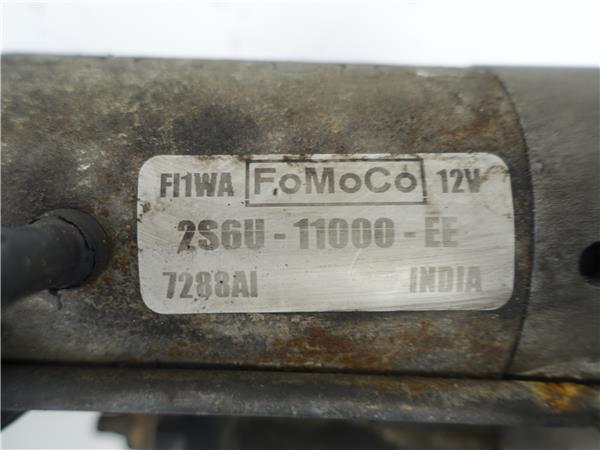 FI1WA FoMoCo 12V
2S6U - 11000 - EE
7288AI INDIA